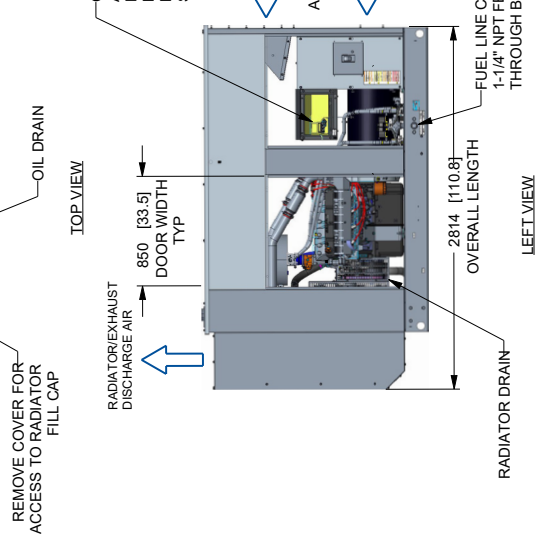 OIL DRAIN
TOP VIEW
REMOVE COVER FOR
ACCESS TO RADIATOR
FILL CAP
RADIATOR/EXHAUST
DISCHARGE AIR
850 [33.5]
DOOR WIDTH
TYP
2814 [110.8]
OVERALL LENGTH
FUEL LINE C
1-1/4" NPT FE
THROUGH B
RADIATOR DRAIN
LEFT VIEW